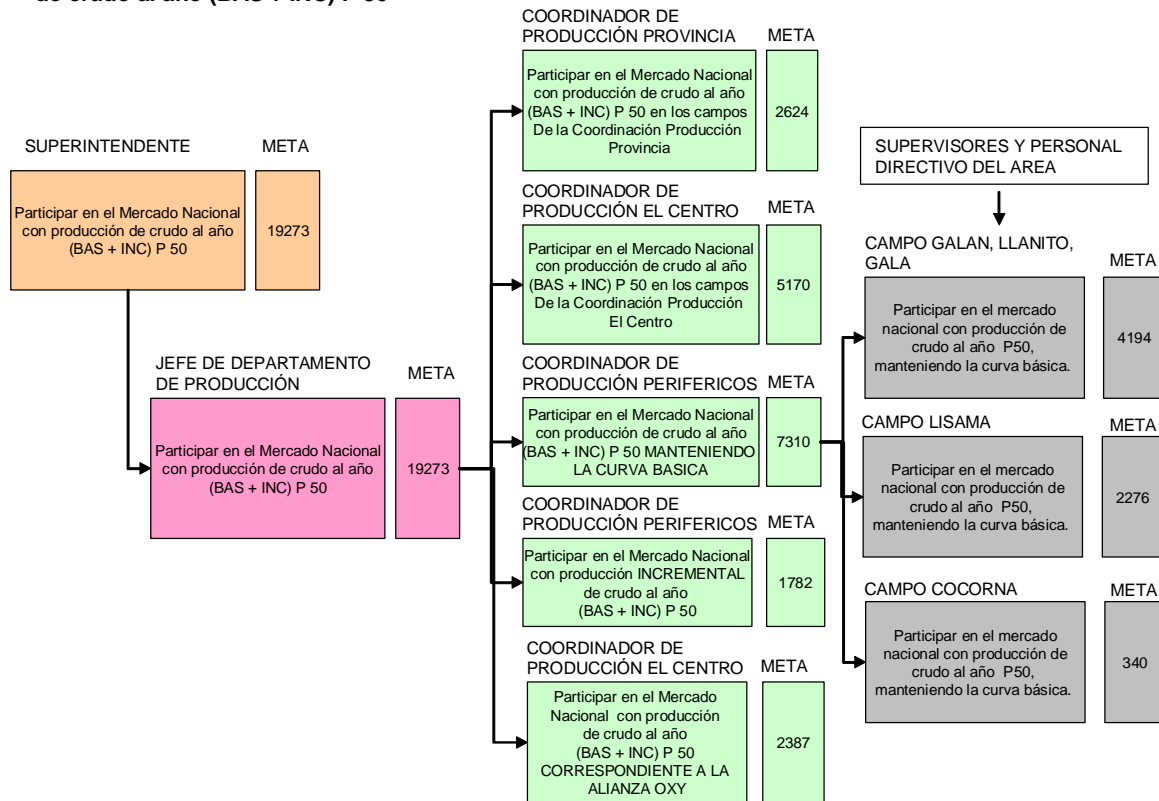 de crudo al año (BAS + INC) P 50
SUPERINTENDENTE
META
Participar en el Mercado Nacional
con producción de crudo al año
(BAS + INC) P 50
19273
JEFE DE DEPARTAMENTO
DE PRODUCCIÓN
META
Participar en el Mercado Nacional
con producción de crudo al año
(BAS + INC) P 50
19273
COORDINADOR DE
PRODUCCIÓN PROVINCIA
META
Participar en el Mercado Nacional
con producción de crudo al año
(BAS + INC) P 50 en los campos
De la Coordinación Producción
Provincia
2624
COORDINADOR DE
PRODUCCIÓN EL CENTRO
META
Participar en el Mercado Nacional
con producción de crudo al año
(BAS + INC) P 50 en los campos
De la Coordinación Producción
El Centro
5170
COORDINADOR DE
PRODUCCIÓN PERIFERICOS
META
Participar en el Mercado Nacional
con producción de crudo al año
(BAS + INC) P 50 MANTENIENDO
LA CURVA BASICA
7310
COORDINADOR DE
PRODUCCIÓN PERIFERICOS
META
Participar en el Mercado Nacional
con producción INCREMENTAL
de crudo al año
(BAS + INC) P 50
1782
COORDINADOR DE
PRODUCCIÓN EL CENTRO
META
Participar en el Mercado
Nacional con producción
de crudo al año
(BAS + INC) P 50
CORRESPONDIENTE A LA
ALIANZA OXY
2387
SUPERVISORES Y PERSONAL
DIRECTIVO DEL AREA
CAMPO GALAN, LLANITO,
GALA
META
Participar en el mercado
nacional con producción de
crudo al año P50,
manteniendo la curva básica.
4194
CAMPO LISAMA
META
Participar en el mercado
nacional con producción de
crudo al año P50,
manteniendo la curva básica.
2276
CAMPO COCORNA
META
Participar en el mercado
nacional con producción de
crudo al año P50,
manteniendo la curva básica.
340